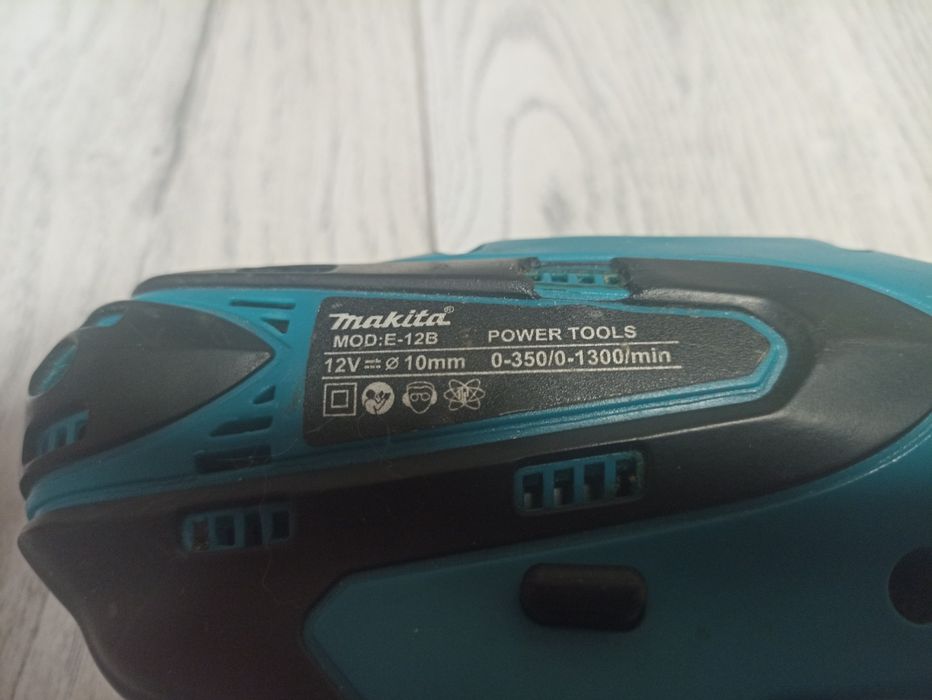 makita®
MOD:E-12B POWER TOOLS
12V ⎓ ⌀ 10mm 0-350/0-1300/min